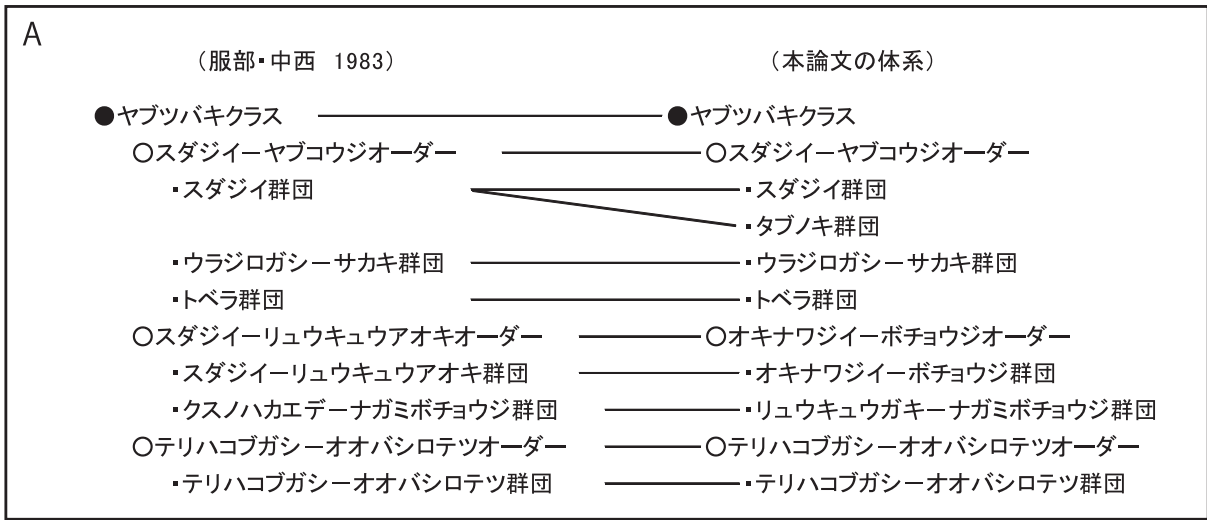 A
(服部・中西 1983) (本論文の体系)
●ヤブツバキクラス ●ヤブツバキクラス
○スダジイーヤブコウジオーダー ○スダジイーヤブコウジオーダー
・スダジイ群団 ・スダジイ群団
・タブノキ群団
・ウラジロガシーサカキ群団 ・ウラジロガシーサカキ群団
・トベラ群団 ・トベラ群団
○スダジイーリュウキュウアオキオーダー ○オキナワジイーボチョウジオーダー
・スダジイーリュウキュウアオキ群団 ・オキナワジイーボチョウジ群団
・クスノハカエデーナガミボチョウジ群団 ・リュウキュウガキーナガミボチョウジ群団
○テリハコブガシーオオバシロテツオーダー ○テリハコブガシーオオバシロテツオーダー
・テリハコブガシーオオバシロテツ群団 ・テリハコブガシーオオバシロテツ群団